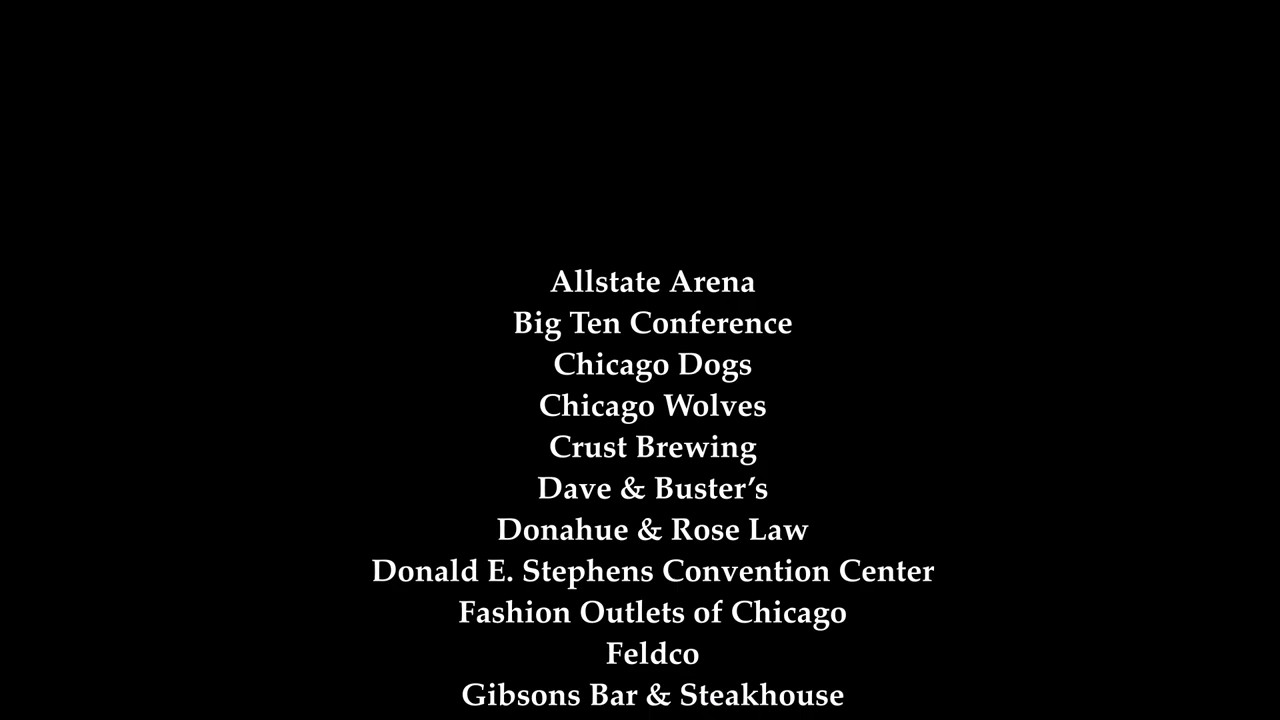 Allstate Arena
Big Ten Conference
Chicago Dogs
Chicago Wolves
Crust Brewing
Dave & Buster’s
Donahue & Rose Law
Donald E. Stephens Convention Center
Fashion Outlets of Chicago
Feldco
Gibsons Bar & Steakhouse